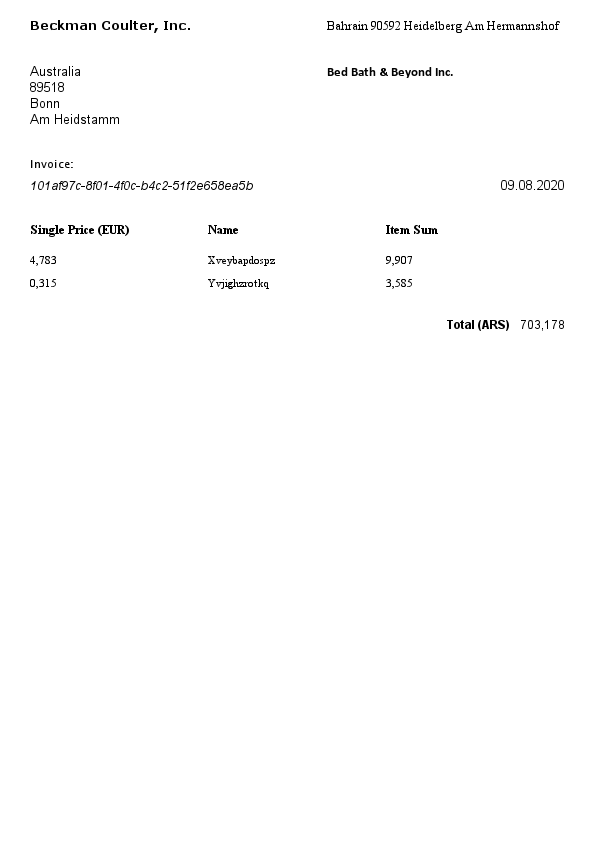 Beckman Coulter, Inc.
Bahrain 90592 Heidelberg Am Hermannshof
Australia
89518
Bonn
Am Heidstamm
Bed Bath & Beyond Inc.
Invoice:
101af97c-8f01-4f0c-b4c2-51f2e658ea5b 09.08.2020
Single Price (EUR) Name Item Sum
4,783 Xveybapdospz 9,907
0,315 Yvjighzrotkq 3,585
Total (ARS) 703,178